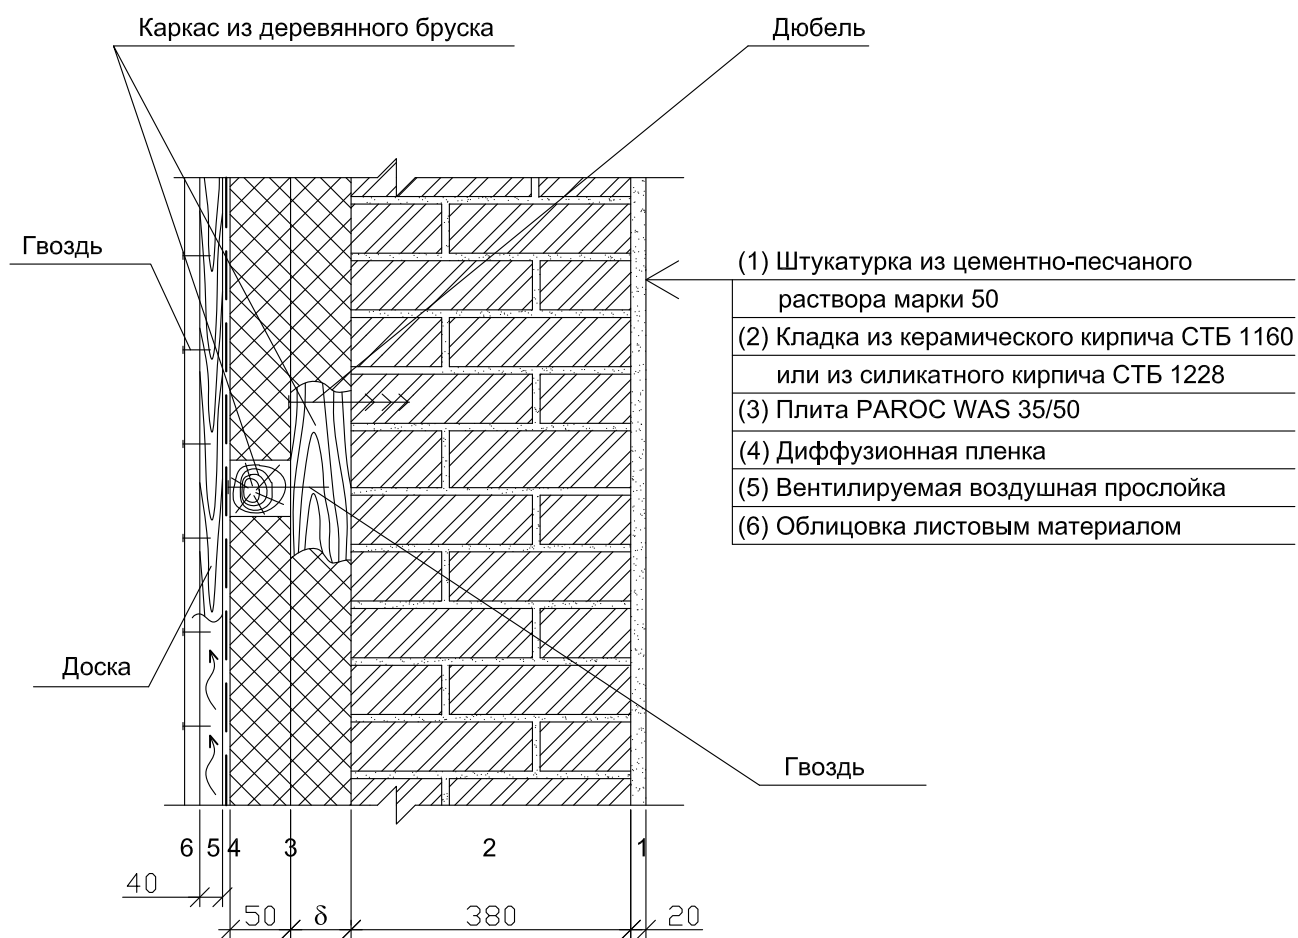 Каркас из деревянного бруска
Дюбель
Гвоздь
(1) Штукатурка из цементно-песчаного
раствора марки 50
(2) Кладка из керамического кирпича СТБ 1160
или из силикатного кирпича СТБ 1228
(3) Плита PAROC WAS 35/50
(4) Диффузионная пленка
(5) Вентилируемая воздушная прослойка
(6) Облицовка листовым материалом
Доска
Гвоздь
6 5 4 3 2 1
40
50 δ 380 20